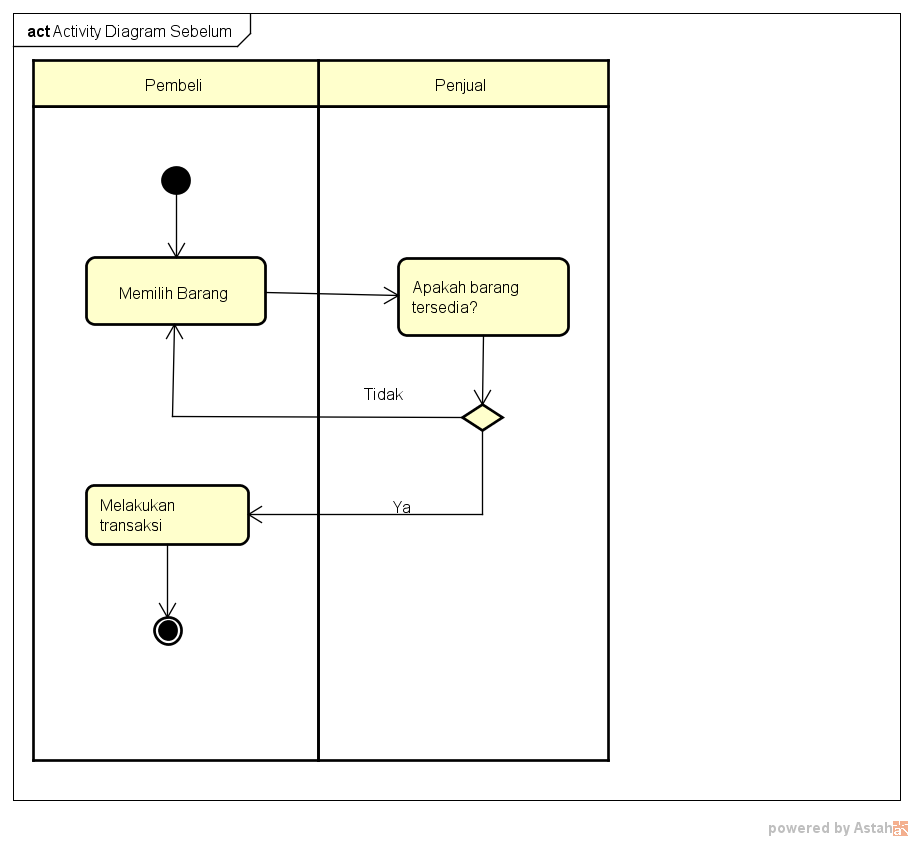 act Activity Diagram Sebelum
Pembeli
Penjual
Memilih Barang
Apakah barang
tersedia?
Tidak
Melakukan
transaksi
Ya
powered by Astah